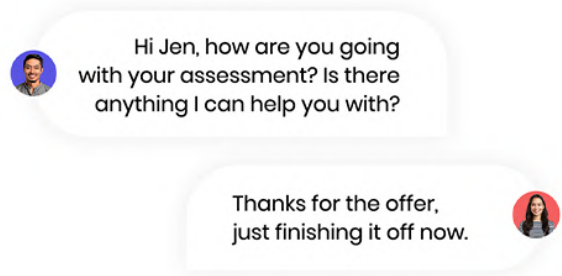 Hi Jen, how are you going
with your assessment? Is there
anything I can help you with?
Thanks for the offer,
just finishing it off now.